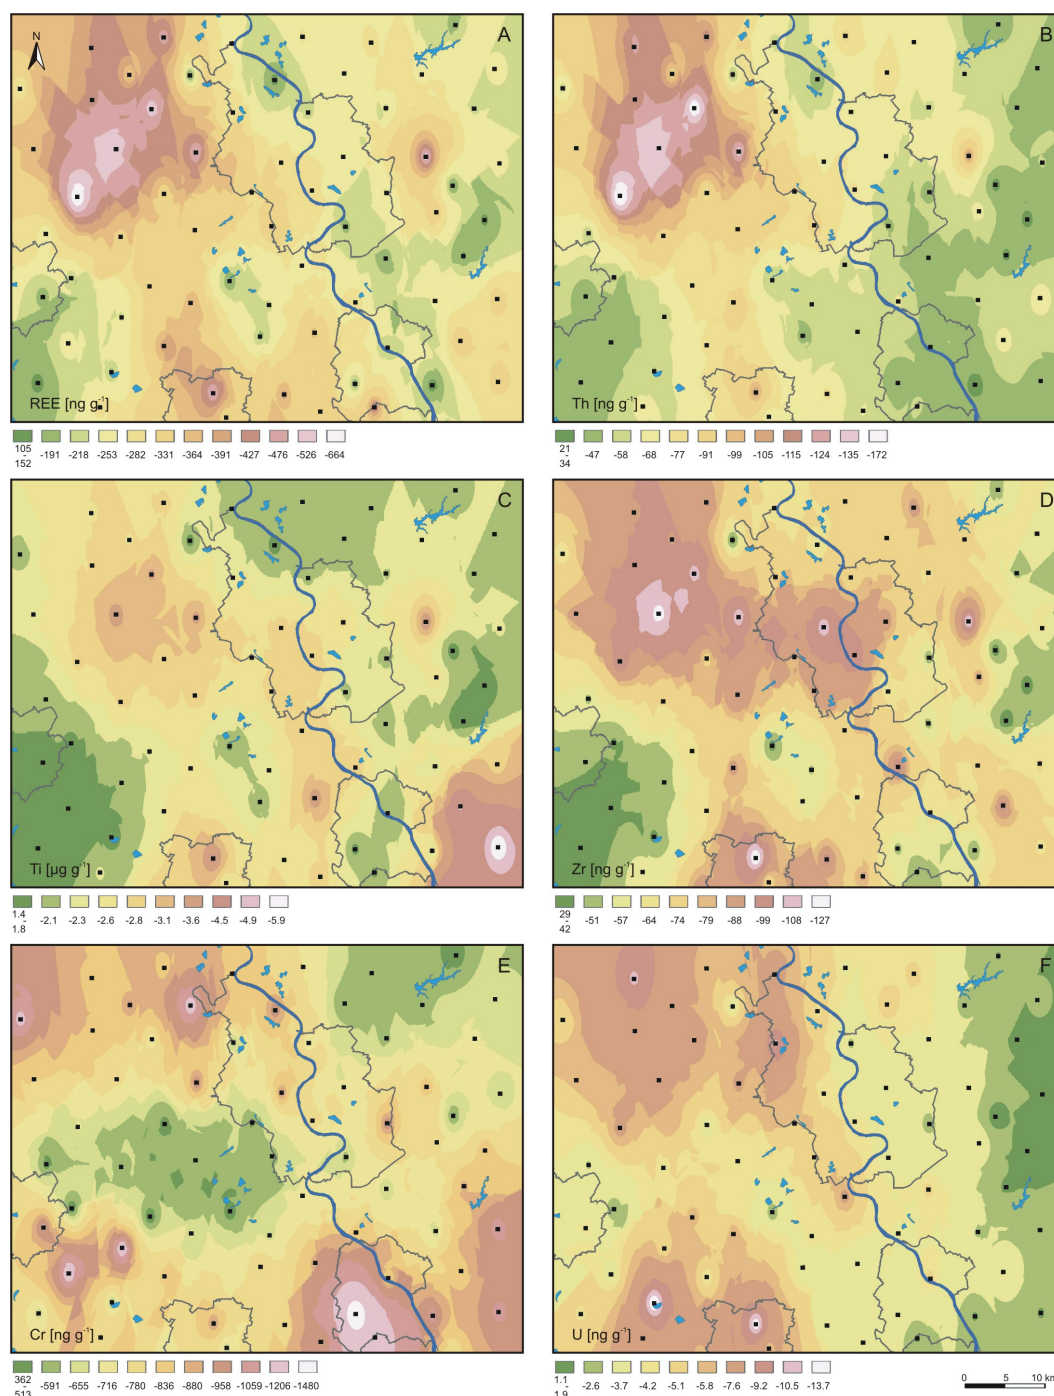 A
N
REE [ng g⁻¹]
105 - 152 -191 -218 -253 -282 -331 -364 -391 -427 -476 -526 -664
B
Th [ng g⁻¹]
21 - 34 -47 -58 -68 -77 -91 -99 -105 -115 -124 -135 -172
C
Ti [µg g⁻¹]
1.4 - 1.8 -2.1 -2.3 -2.6 -2.8 -3.1 -3.6 -4.5 -4.9 -5.9
D
Zr [ng g⁻¹]
29 - 42 -51 -57 -64 -74 -79 -88 -99 -108 -127
E
Cr [ng g⁻¹]
362 - 513 -591 -655 -716 -780 -836 -880 -958 -1059 -1206 -1480
F
U [ng g⁻¹]
1.1 - 1.9 -2.6 -3.7 -4.2 -5.1 -5.8 -7.6 -9.2 -10.5 -13.7
0 5 10 km